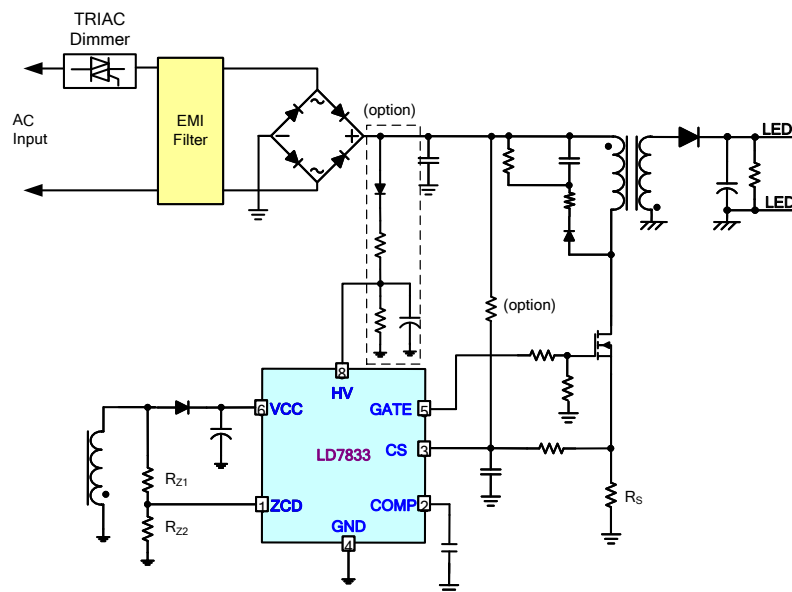 TRIAC
Dimmer
AC
Input
EMI
Filter
(option)
LED
LED
(option)
8
HV
6
VCC
GATE
5
CS
3
LD7833
1
ZCD
COMP
2
GND
4
RZ1
RZ2
RS